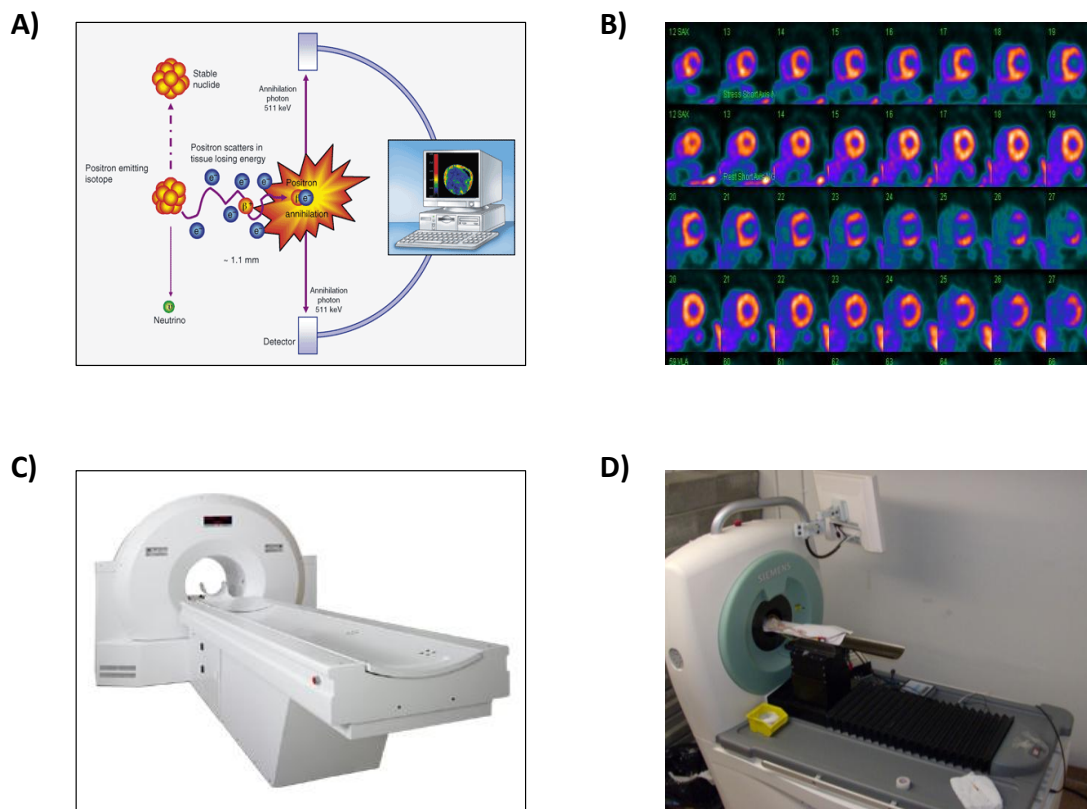 A)
Stable
nuclide
Positron emitting
isotope
Positron scatters in
tissue losing energy
Annihilation
photon
511 keV
Positron
annihilation
e-
e-
e-
e-
e-
e-
β
β e-
~ 1.1 mm
Annihilation
photon
511 keV
Neutrino
Detector
B)
12 SAX 13 14 15 16 17 18 19
Stress Short Axis
12 SAX 13 14 15 16 17 18 19
Rest Short Axis
20 21 22 23 24 25 26 27
20 21 22 23 24 25 26 27
59 VLA 60 61 62 63 64 65 66
C)
D)
SIEMENS